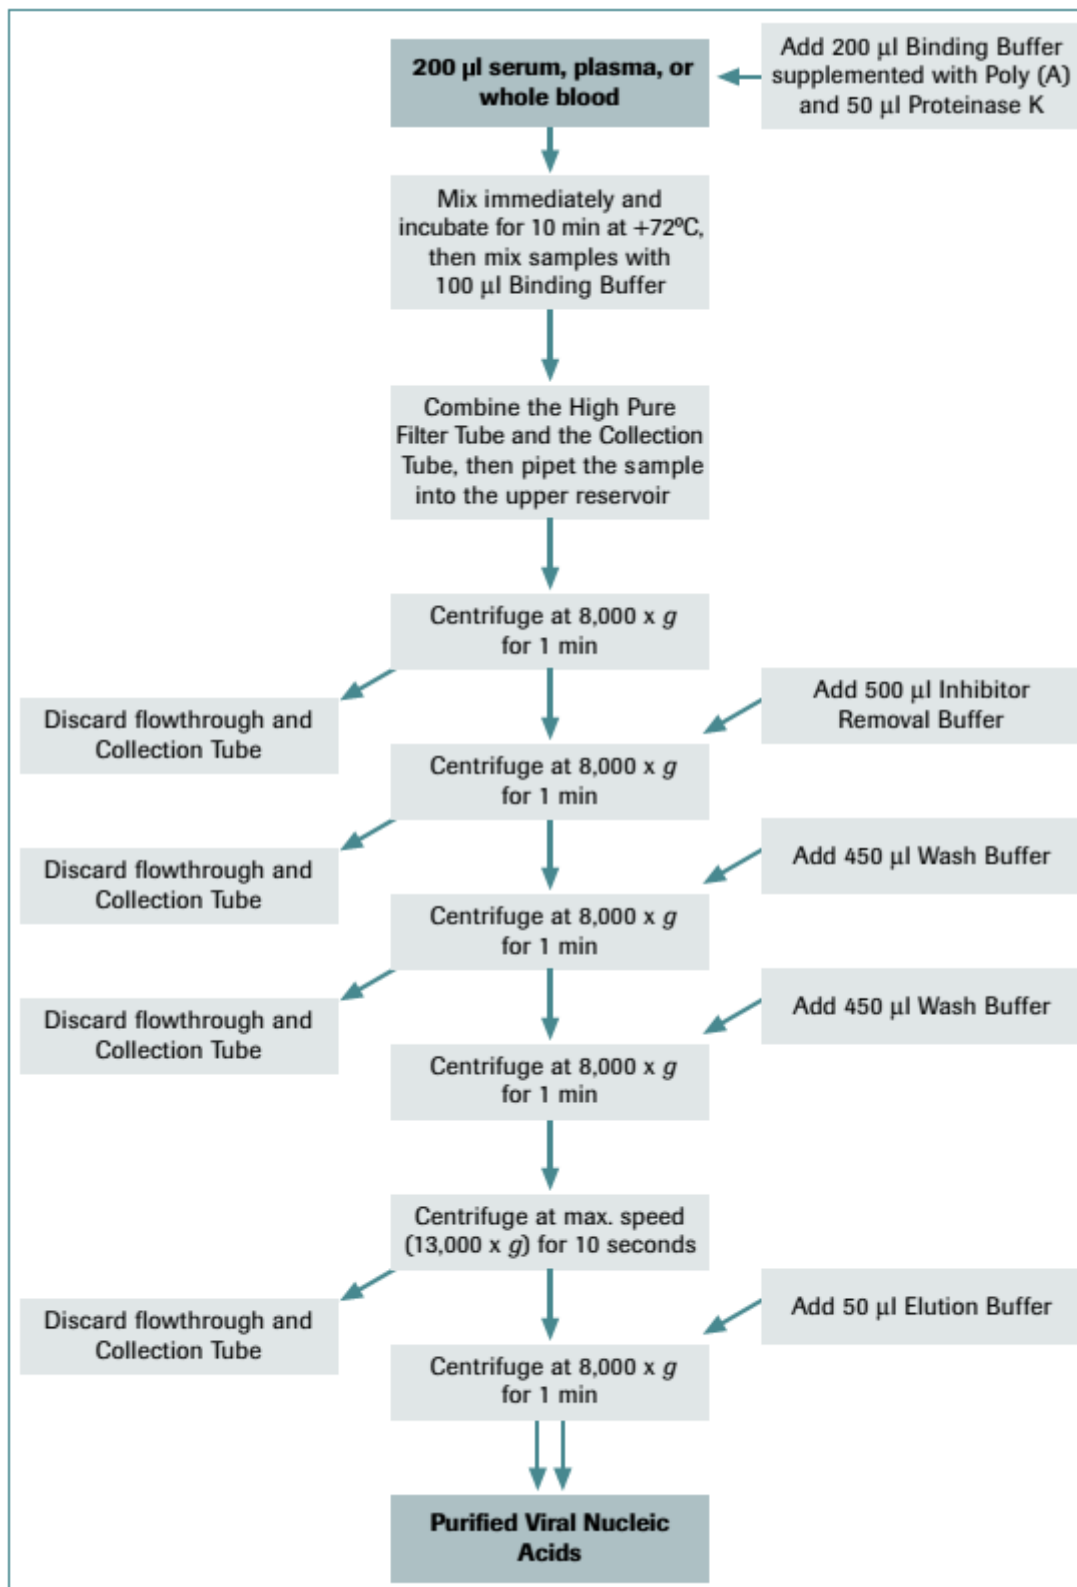 200 µl serum, plasma, or
whole blood
Add 200 µl Binding Buffer
supplemented with Poly (A)
and 50 µl Proteinase K
Mix immediately and
incubate for 10 min at +72ºC,
then mix samples with
100 µl Binding Buffer
Combine the High Pure
Filter Tube and the Collection
Tube, then pipet the sample
into the upper reservoir
Centrifuge at 8,000 x g
for 1 min
Discard flowthrough and
Collection Tube
Add 500 µl Inhibitor
Removal Buffer
Centrifuge at 8,000 x g
for 1 min
Discard flowthrough and
Collection Tube
Add 450 µl Wash Buffer
Centrifuge at 8,000 x g
for 1 min
Discard flowthrough and
Collection Tube
Add 450 µl Wash Buffer
Centrifuge at 8,000 x g
for 1 min
Centrifuge at max. speed
(13,000 x g) for 10 seconds
Discard flowthrough and
Collection Tube
Add 50 µl Elution Buffer
Centrifuge at 8,000 x g
for 1 min
Purified Viral Nucleic
Acids